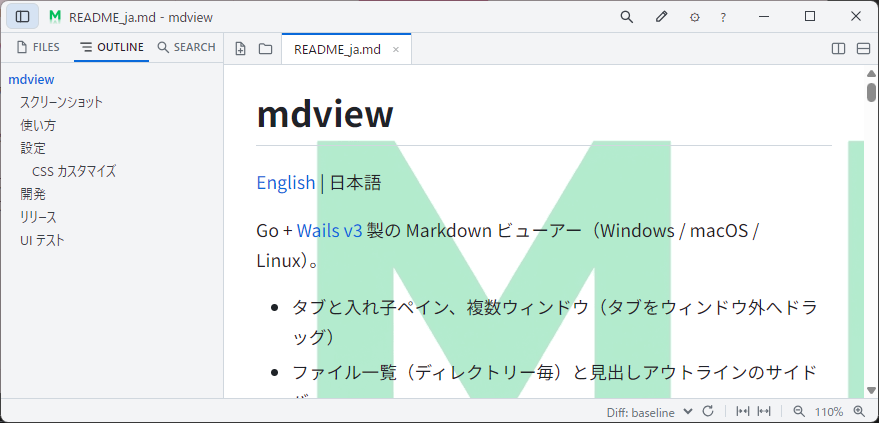 README_ja.md - mdview
?
FILES
OUTLINE
SEARCH
README_ja.md
mdview
スクリーンショット
使い方
設定
CSS カスタマイズ
開発
リリース
UI テスト
mdview
English | 日本語
Go + Wails v3 製の Markdown ビューアー（Windows / macOS /
Linux）。
• タブと入れ子ペイン、複数ウィンドウ（タブをウィンドウ外へドラ
ッグ）
• ファイル一覧（ディレクトリー毎）と見出しアウトラインのサイド
Diff: baseline
110%